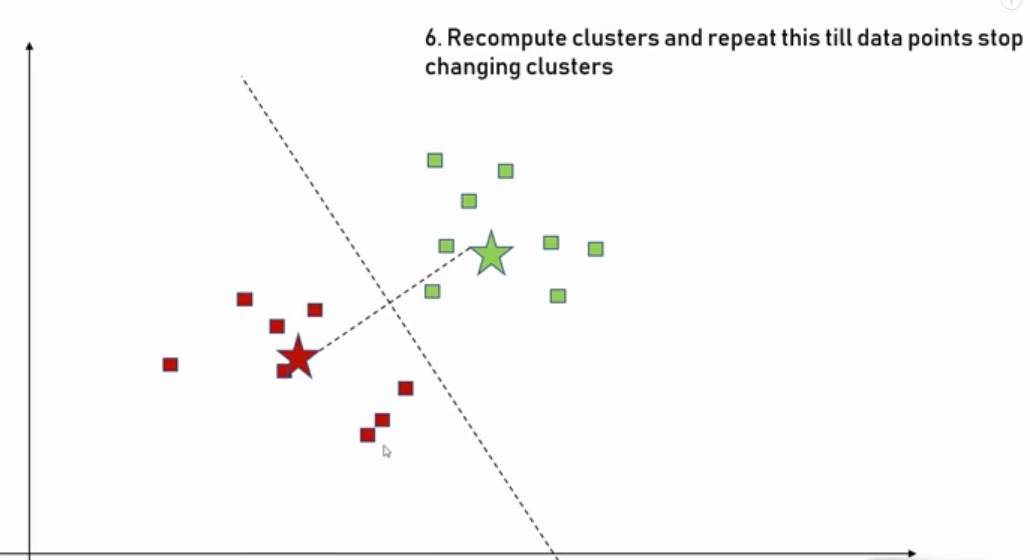 6. Recompute clusters and repeat this till data points stop
changing clusters